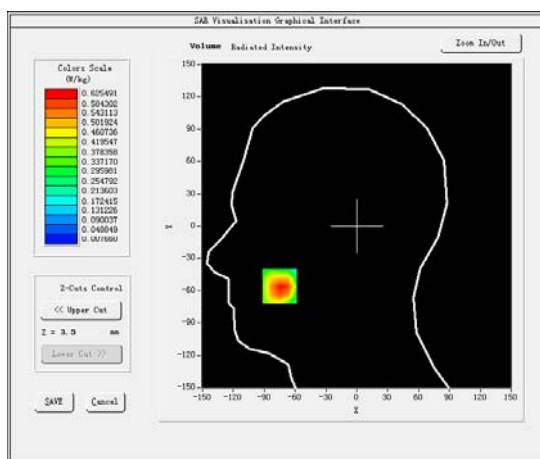 SAR Visualisation Graphical Interface
Volume Radiated Intensity
Zoom In/Out
Colors Scale
(W/kg)
0.625491
0.584302
0.543113
0.501924
0.460736
0.419547
0.378358
0.337170
0.295981
0.254792
0.213603
0.172415
0.131226
0.090037
0.048849
0.007660
Z-Cuts Control
<< Upper Cut
Z = 3.5 mm
Lower Cut >>
SAVE Cancel
150
120
90
60
30
0
-30
-60
-90
-120
-150
Y
-150 -120 -90 -60 -30 0 30 60 90 120 150
X